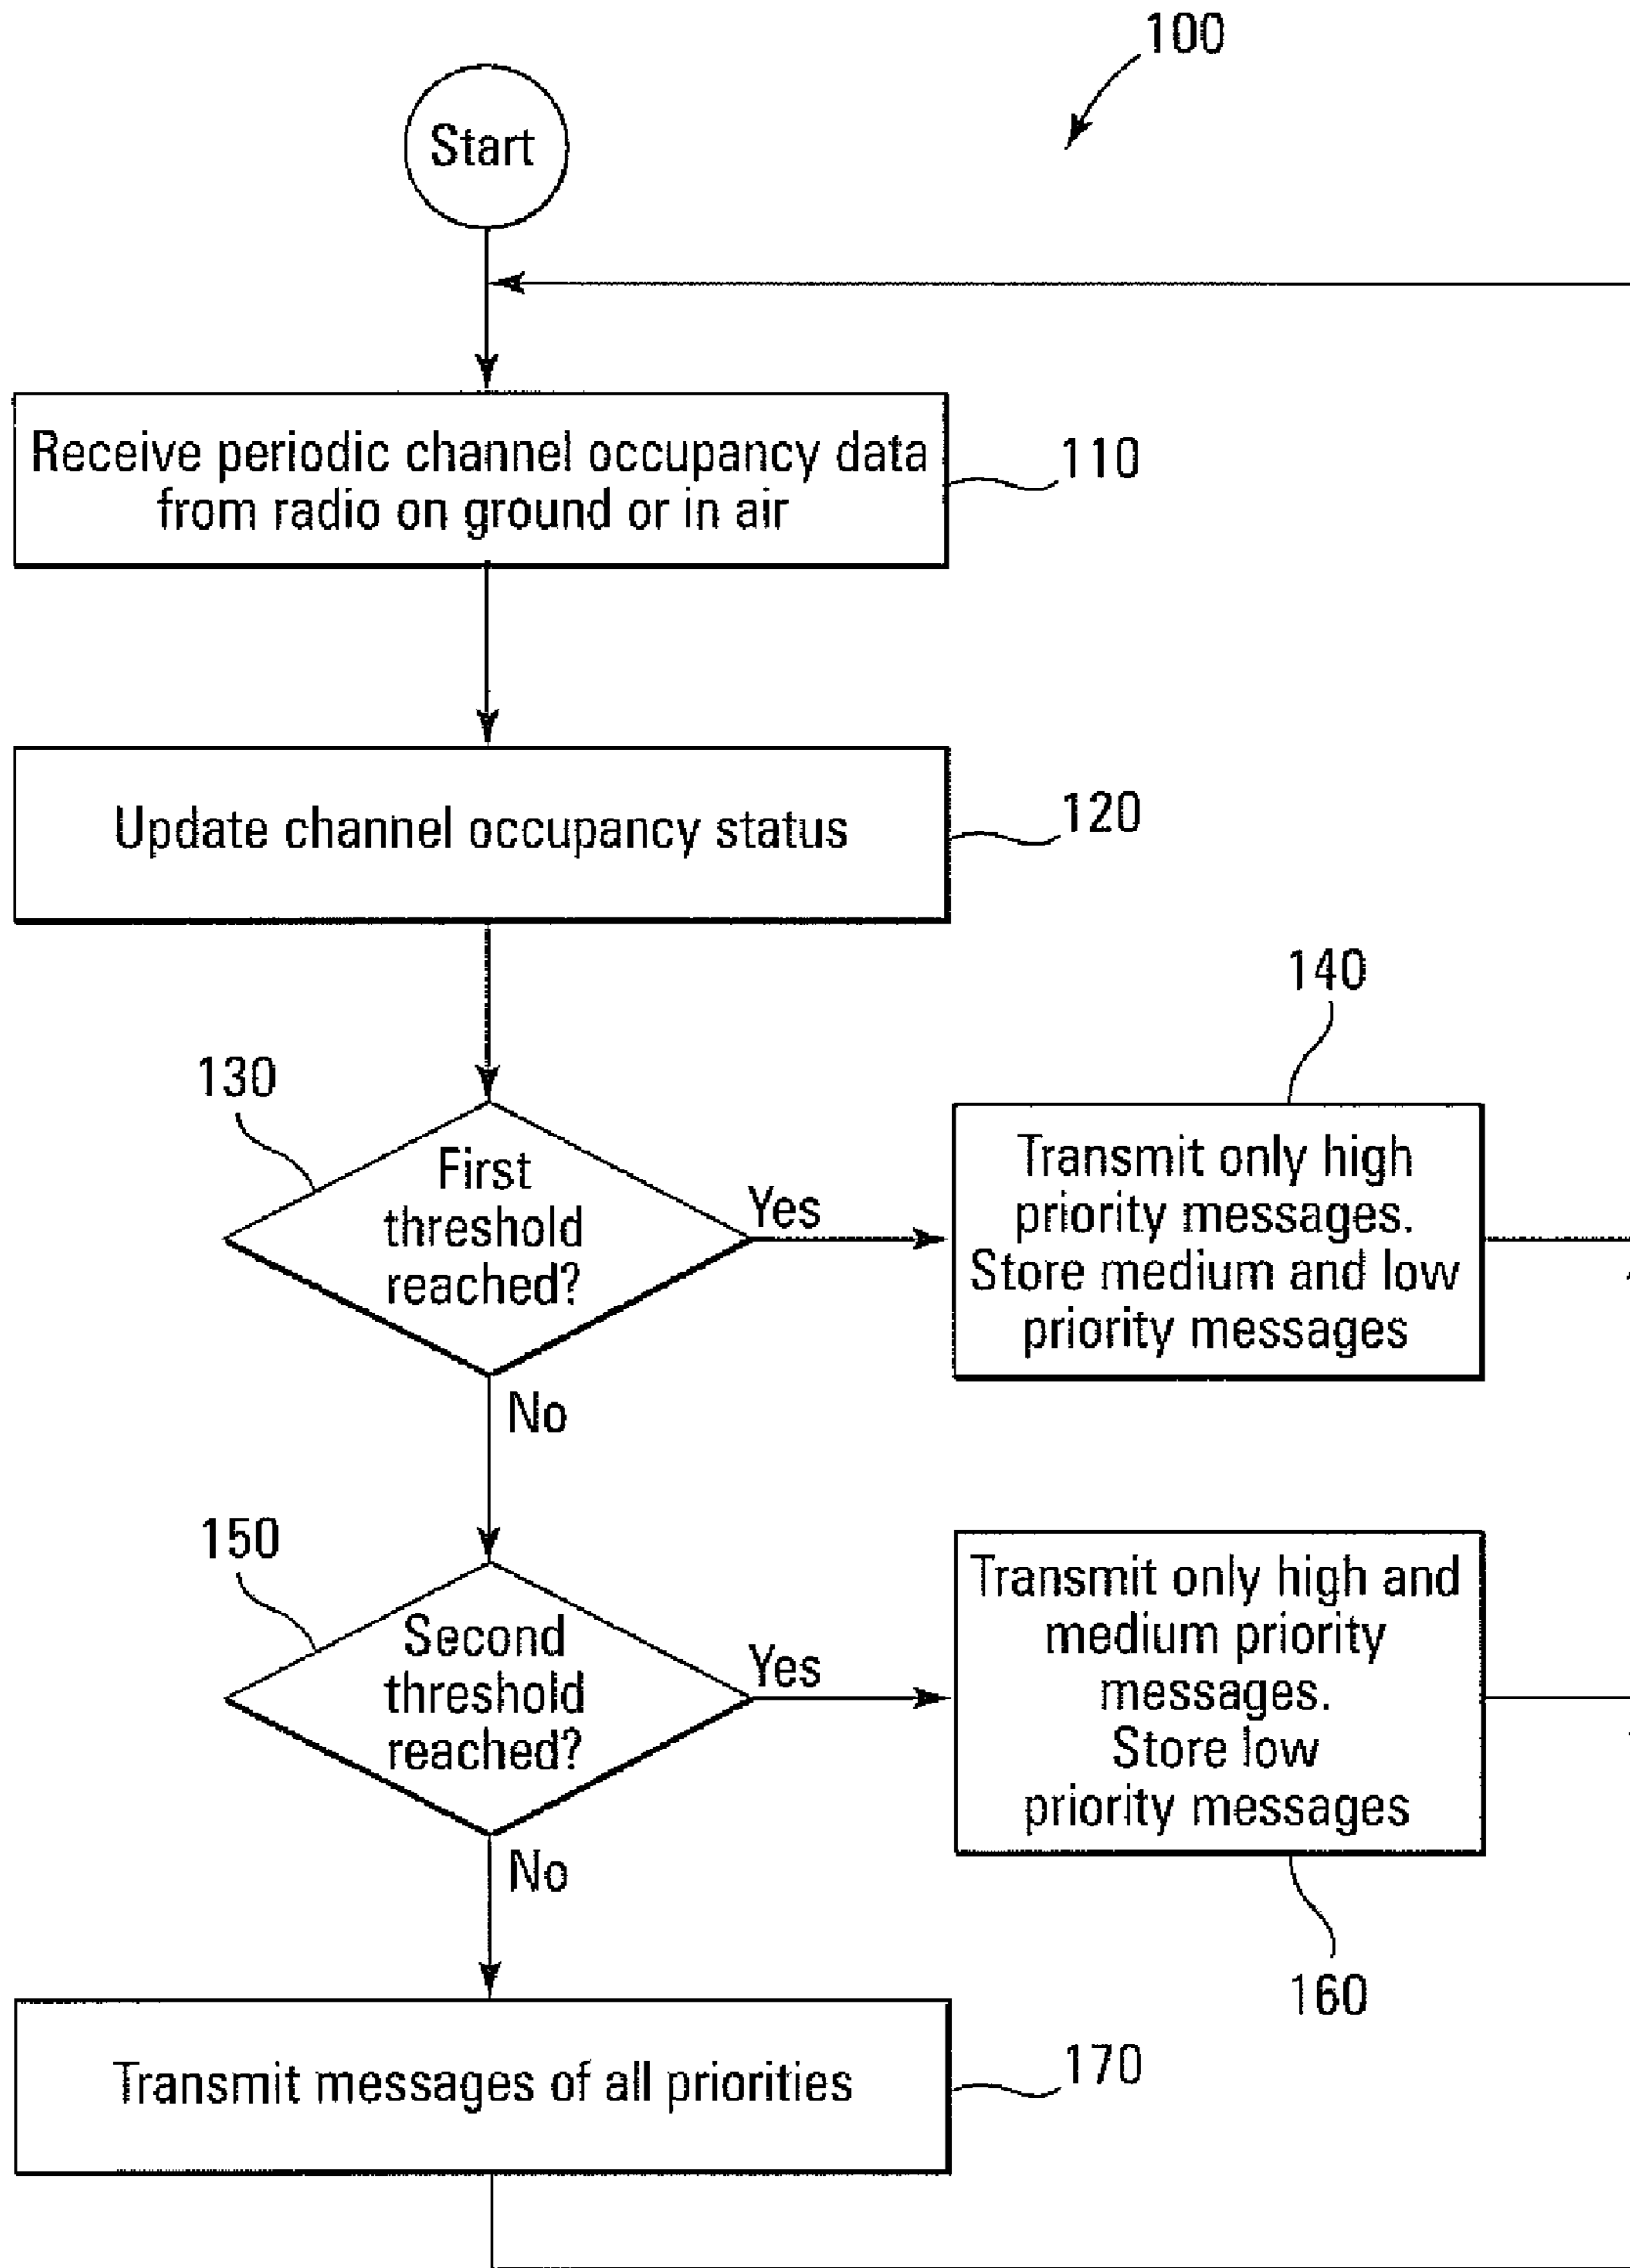 100
Start
Receive periodic channel occupancy data
from radio on ground or in air
110
Update channel occupancy status
120
130
First
threshold
reached?
Yes
No
140
Transmit only high
priority messages.
Store medium and low
priority messages
150
Second
threshold
reached?
Yes
No
Transmit only high and
medium priority
messages.
Store low
priority messages
160
Transmit messages of all priorities
170